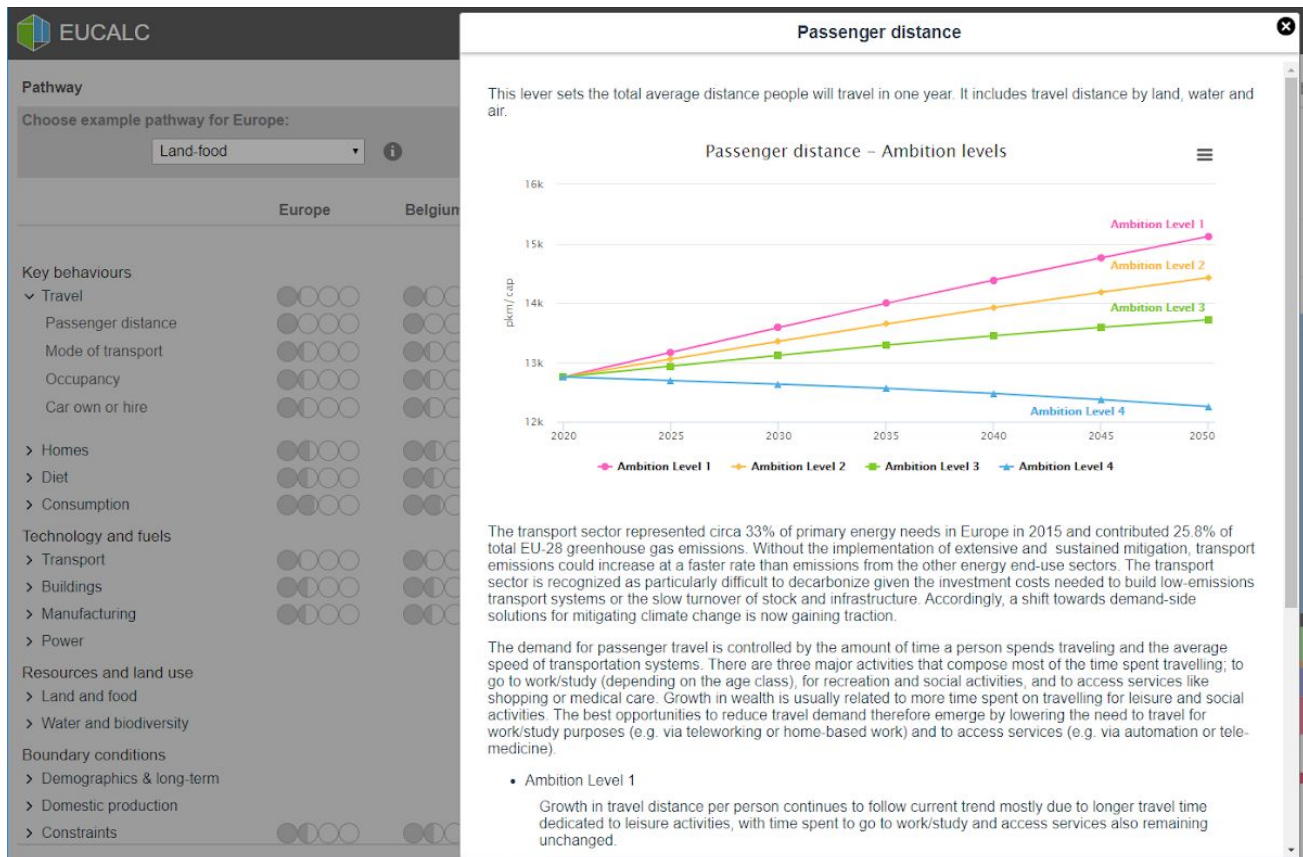 EUCALC
Pathway
Choose example pathway for Europe:
Land-food
Europe
Key behaviours
Travel
Passenger distance
Mode of transport
Occupancy
Car own or hire
Homes
Diet
Consumption
Technology and fuels
Transport
Buildings
Manufacturing
Power
Resources and land use
Land and food
Water and biodiversity
Boundary conditions
Demographics & long-term
Domestic production
Constraints
Passenger distance
This lever sets the total average distance people will travel in one year. It includes travel distance by land, water and
air.
Passenger distance – Ambition levels
16k
15k
14k
13k
12k
pkm/ cap
Ambition Level 1
Ambition Level 2
Ambition Level 3
Ambition Level 4
2020 2025 2030 2035 2040 2045 2050
Ambition Level 1 Ambition Level 2 Ambition Level 3 Ambition Level 4
The transport sector represented circa 33% of primary energy needs in Europe in 2015 and contributed 25.8% of
total EU-28 greenhouse gas emissions. Without the implementation of extensive and sustained mitigation, transport
emissions could increase at a faster rate than emissions from the other energy end-use sectors. The transport
sector is recognized as particularly difficult to decarbonize given the investment costs needed to build low-emissions
transport systems or the slow turnover of stock and infrastructure. Accordingly, a shift towards demand-side
solutions for mitigating climate change is now gaining traction.
The demand for passenger travel is controlled by the amount of time a person spends traveling and the average
speed of transportation systems. There are three major activities that compose most of the time spent travelling; to
go to work/study (depending on the age class), for recreation and social activities, and to access services like
shopping or medical care. Growth in wealth is usually related to more time spent on travelling for leisure and social
activities. The best opportunities to reduce travel demand therefore emerge by lowering the need to travel for
work/study purposes (e.g. via teleworking or home-based work) and to access services (e.g. via automation or tele-
medicine).
• Ambition Level 1
Growth in travel distance per person continues to follow current trend mostly due to longer travel time
dedicated to leisure activities, with time spent to go to work/study and access services also remaining
unchanged.